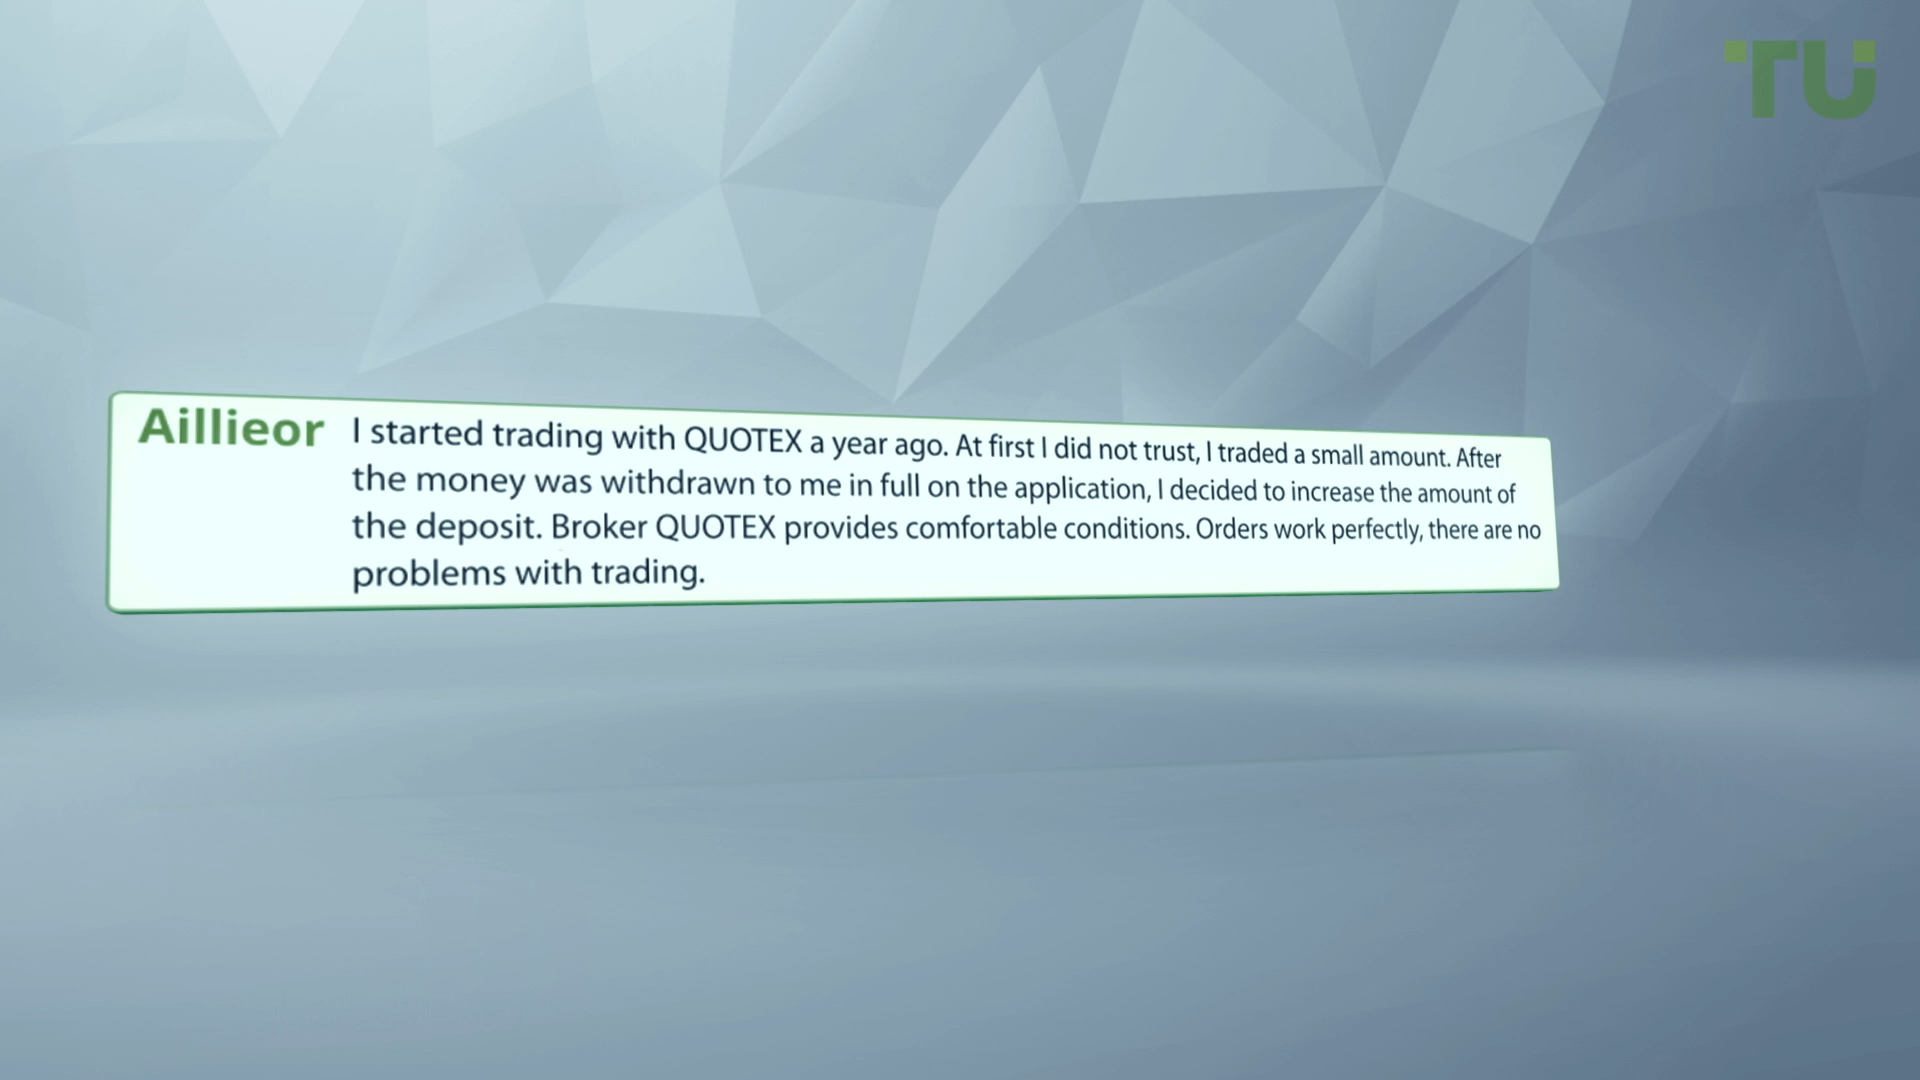 TU
Aillieor
I started trading with QUOTEX a year ago. At first I did not trust, I traded a small amount. After
the money was withdrawn to me in full on the application, I decided to increase the amount of
the deposit. Broker QUOTEX provides comfortable conditions. Orders work perfectly, there are no
problems with trading.